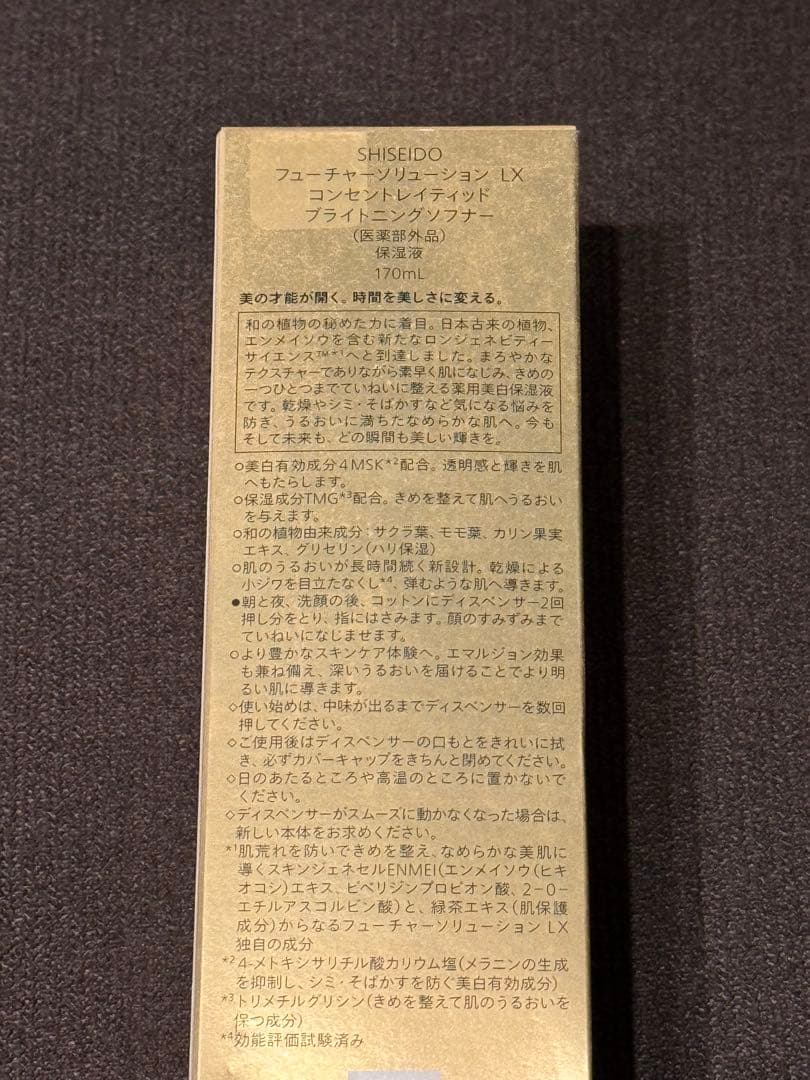 SHISEIDO
フューチャーソリューション LX
コンセントレイティッド
ブライトニングソフナー
(医薬部外品)
保湿液
170mL
美の才能が開く。時間を美しさに変える。
和の植物の秘めた力に着目。日本古来の植物、
エンメイソウを含む新たなロンジェネビティー
サイエンス™*1へと到達しました。まろやかな
テクスチャーでありながら素早く肌になじみ、きめの
一つひとつまでていねいに整える薬用美白保湿液
です。乾燥やシミ・そばかすなど気になる悩みを
防ぎ、うるおいに満ちたなめらかな肌へ。今も
そして未来も、どの瞬間も美しい輝きを。
○美白有効成分4MSK*2配合。透明感と輝きを肌
へもたらします。
○保湿成分TMG*3配合。きめを整えて肌へうるおい
を与えます。
○和の植物由来成分:サクラ葉、モモ葉、カリン果実
エキス、グリセリン(ハリ保湿)
○肌のうるおいが長時間続く新設計。乾燥による
小ジワを目立たなくし*4、弾むような肌へ導きます。
●朝と夜、洗顔の後、コットンにディスペンサー2回
押し分をとり、指にはさみます。顔のすみずみまで
ていねいになじませます。
○より豊かなスキンケア体験へ。エマルジョン効果
も兼ね備え、深いうるおいを届けることでより明
るい肌に導きます。
◇使い始めは、中味が出るまでディスペンサーを数回
押してください。
◇ご使用後はディスペンサーの口もとをきれいに拭
き、必ずカバーキャップをきちんと閉めてください。
◇日のあたるところや高温のところに置かないで
ください。
◇ディスペンサーがスムーズに動かなくなった場合は、
新しい本体をお求めください。
*1肌荒れを防いできめを整え、なめらかな美肌に
導くスキンジェネセルENMEI(エンメイソウ(ヒキ
オコシ)エキス、ピペリジンプロピオン酸、2-O-
エチルアスコルビン酸)と、緑茶エキス(肌保護
成分)からなるフューチャーソリューション LX
独自の成分
*24-メトキシサリチル酸カリウム塩(メラニンの生成
を抑制し、シミ・そばかすを防ぐ美白有効成分)
*3トリメチルグリシン(きめを整えて肌のうるおいを
保つ成分)
*4効能評価試験済み